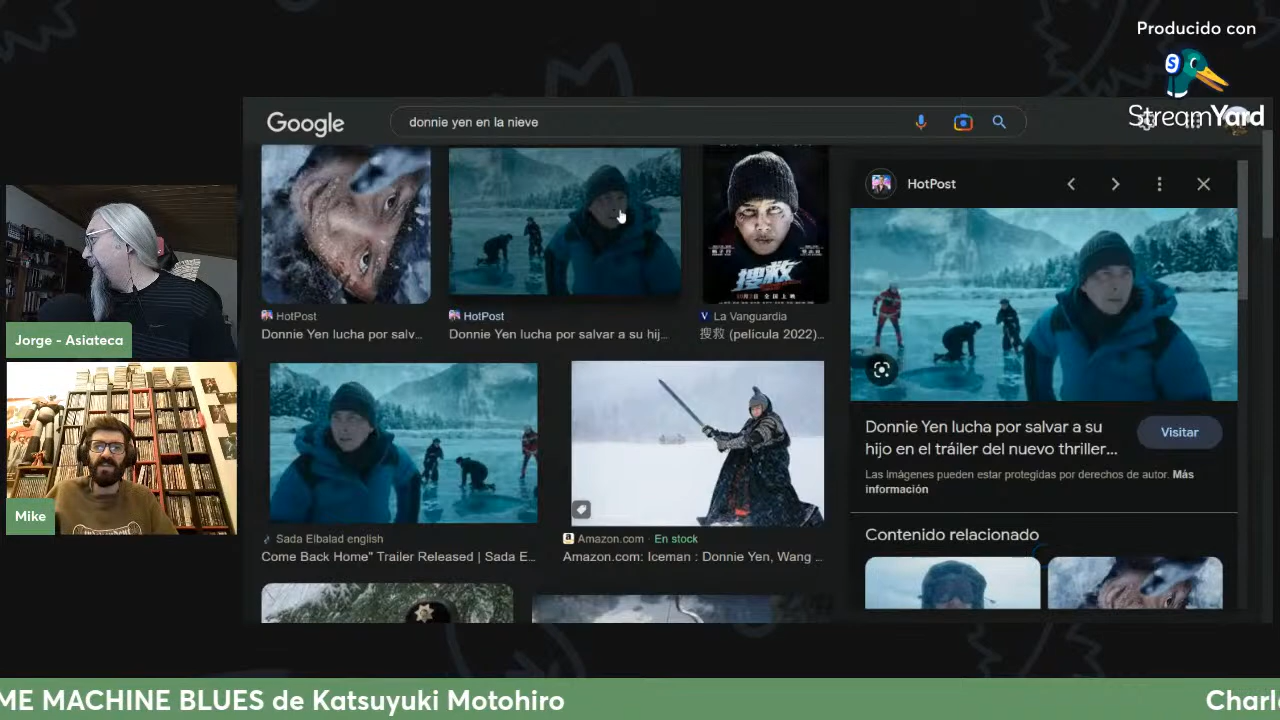 Producido con
StreamYard
Google
donnie yen en la nieve
HotPost
搜救
HotPost
Donnie Yen lucha por salv...
HotPost
Donnie Yen lucha por salvar a su hij...
La Vanguardia
搜救 (película 2022)...
Jorge - Asiateca
Mike
Donnie Yen lucha por salvar a su
hijo en el tráiler del nuevo thriller...
Visitar
Las imágenes pueden estar protegidas por derechos de autor. Más
información
Sada Elbalad english
Come Back Home" Trailer Released | Sada E...
Amazon.com · En stock
Amazon.com: Iceman : Donnie Yen, Wang ...
Contenido relacionado
ME MACHINE BLUES de Katsuyuki Motohiro
Charl